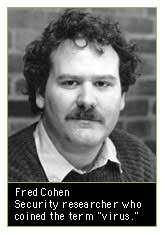 Fred Cohen
Security researcher who
coined the term "virus."